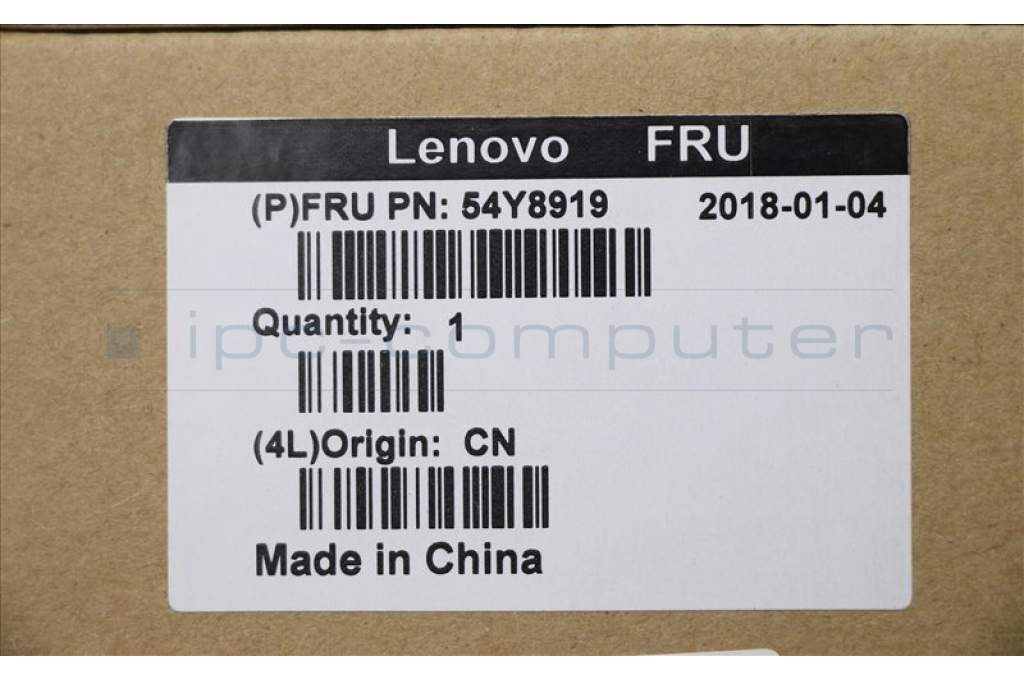 Lenovo FRU
(P)FRU PN: 54Y8919 2018-01-04
Quantity: 1
ipc-computer
(4L)Origin: CN
Made in China